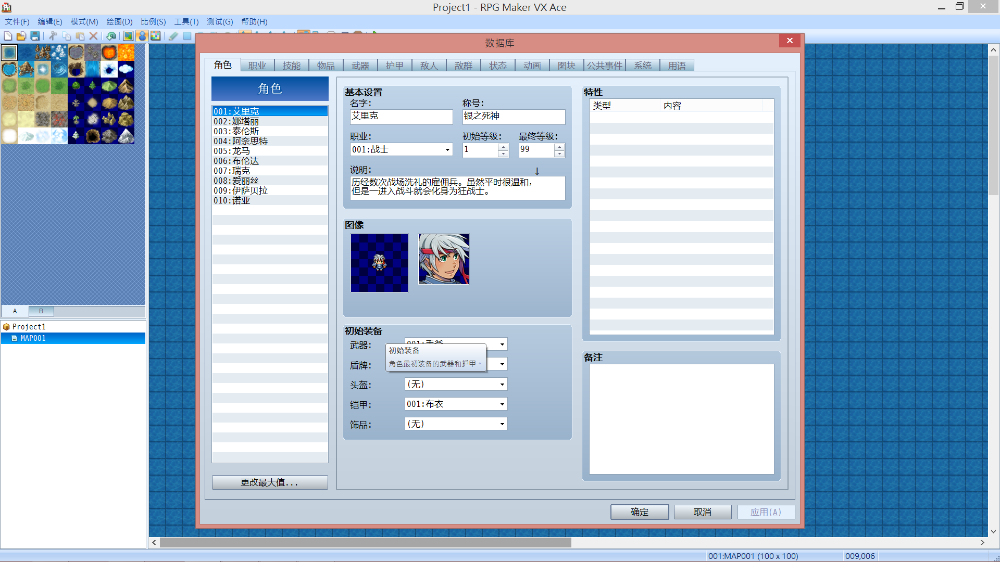 Project1 - RPG Maker VX Ace
文件(F) 编辑(E) 模式(M) 绘图(D) 比例(S) 工具(T) 测试(G) 帮助(H)
数据库
角色 职业 技能 物品 武器 护甲 敌人 敌群 状态 动画 图块 公共事件 系统 用语
角色
001:艾里克
002:娜塔丽
003:泰伦斯
004:阿奈思特
005:龙马
006:布伦达
007:瑞克
008:爱丽丝
009:伊萨贝拉
010:诺亚
更改最大值...
基本设置
名字: 称号:
艾里克 银之死神
职业: 初始等级: 最终等级:
001:战士 1 99
说明: ↓
历经数次战场洗礼的雇佣兵。虽然平时很温和，
但是一进入战斗就会化身为狂战士。
图像
初始装备
武器: 001:手斧
盾牌:
初始装备
角色最初装备的武器和护甲。
头盔: (无)
铠甲: 001:布衣
饰品: (无)
特性
类型 内容
备注
确定 取消 应用(A)
A B
Project1
MAP001
001:MAP001 (100 x 100) 009,006